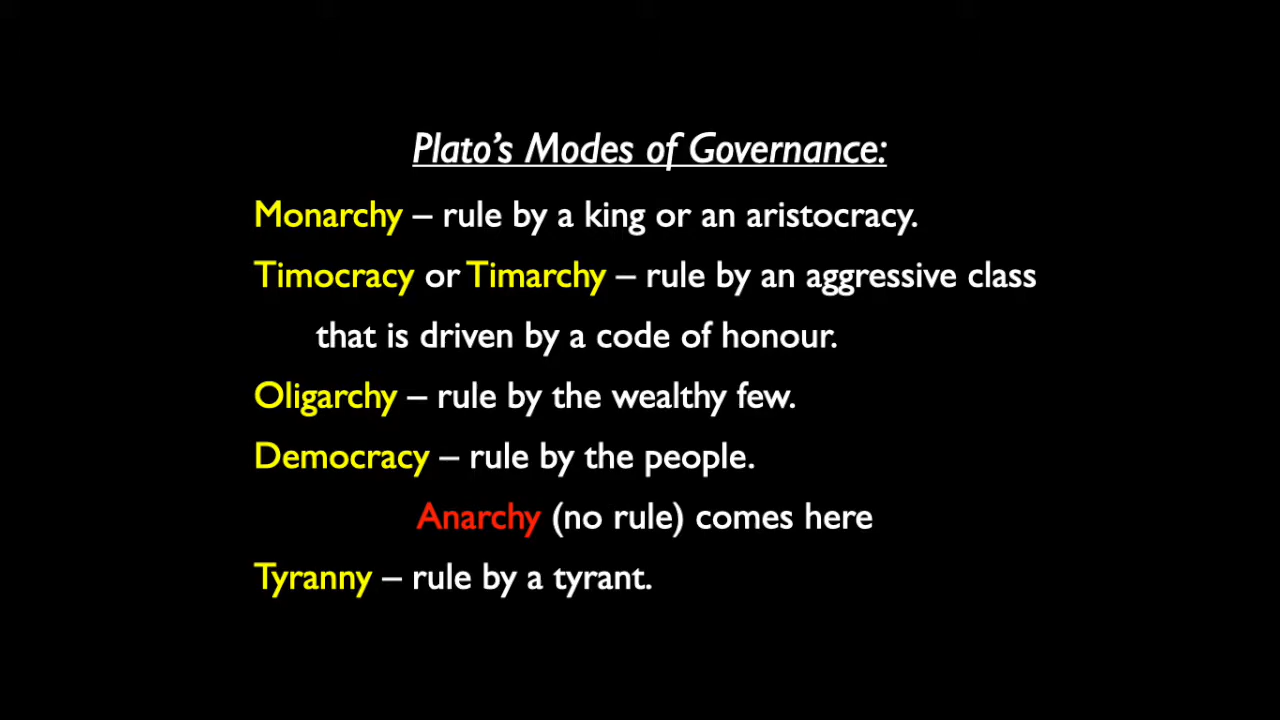 Plato's Modes of Governance:
Monarchy – rule by a king or an aristocracy.
Timocracy or Timarchy – rule by an aggressive class
that is driven by a code of honour.
Oligarchy – rule by the wealthy few.
Democracy – rule by the people.
Anarchy (no rule) comes here
Tyranny – rule by a tyrant.